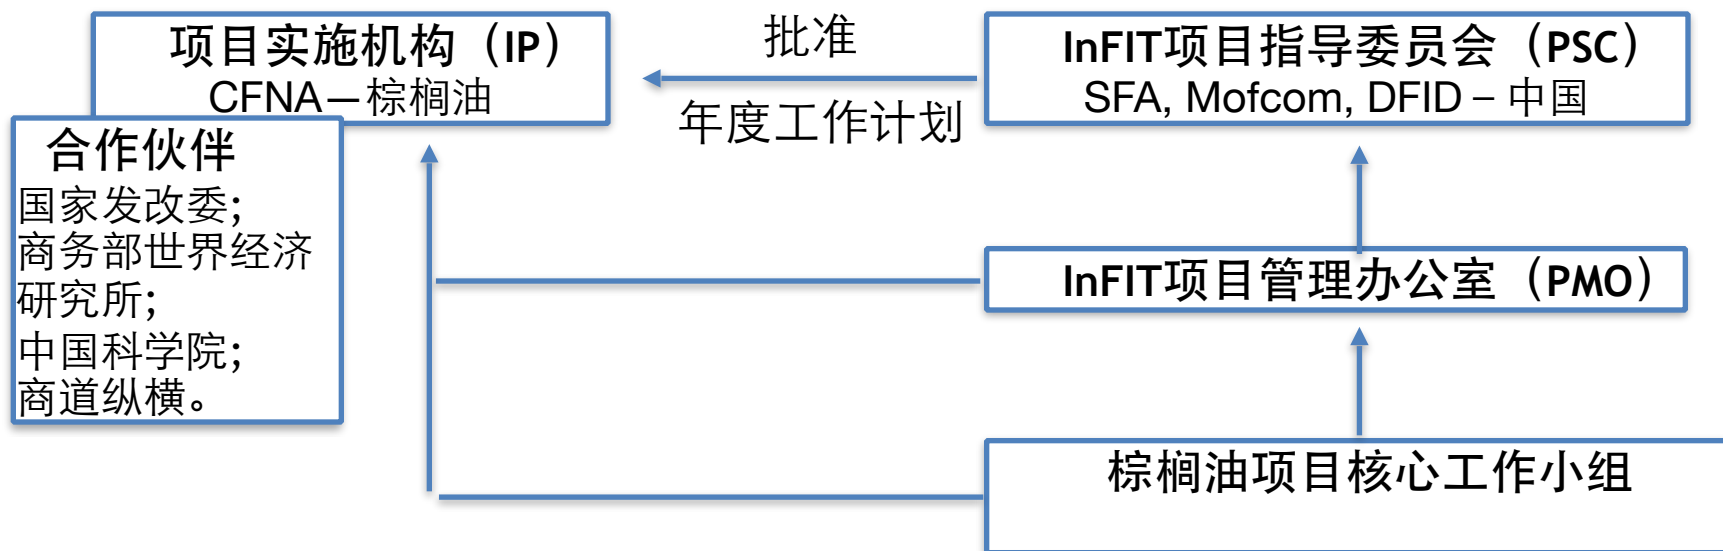 项目实施机构（IP）
CFNA—棕榈油
批准
年度工作计划
InFIT项目指导委员会（PSC）
SFA, Mofcom, DFID – 中国
合作伙伴
国家发改委;
商务部世界经济
研究所;
中国科学院;
商道纵横。
InFIT项目管理办公室（PMO）
棕榈油项目核心工作小组